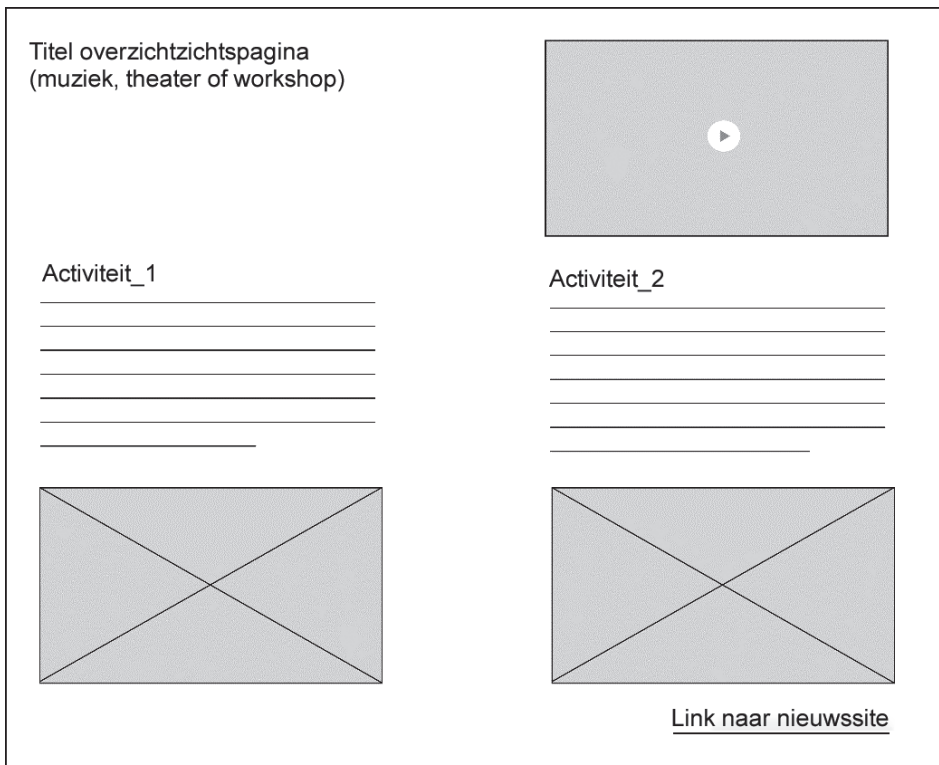 Titel overzichtzichtspagina
(muziek, theater of workshop)
Activiteit_1
Activiteit_2
Link naar nieuwssite